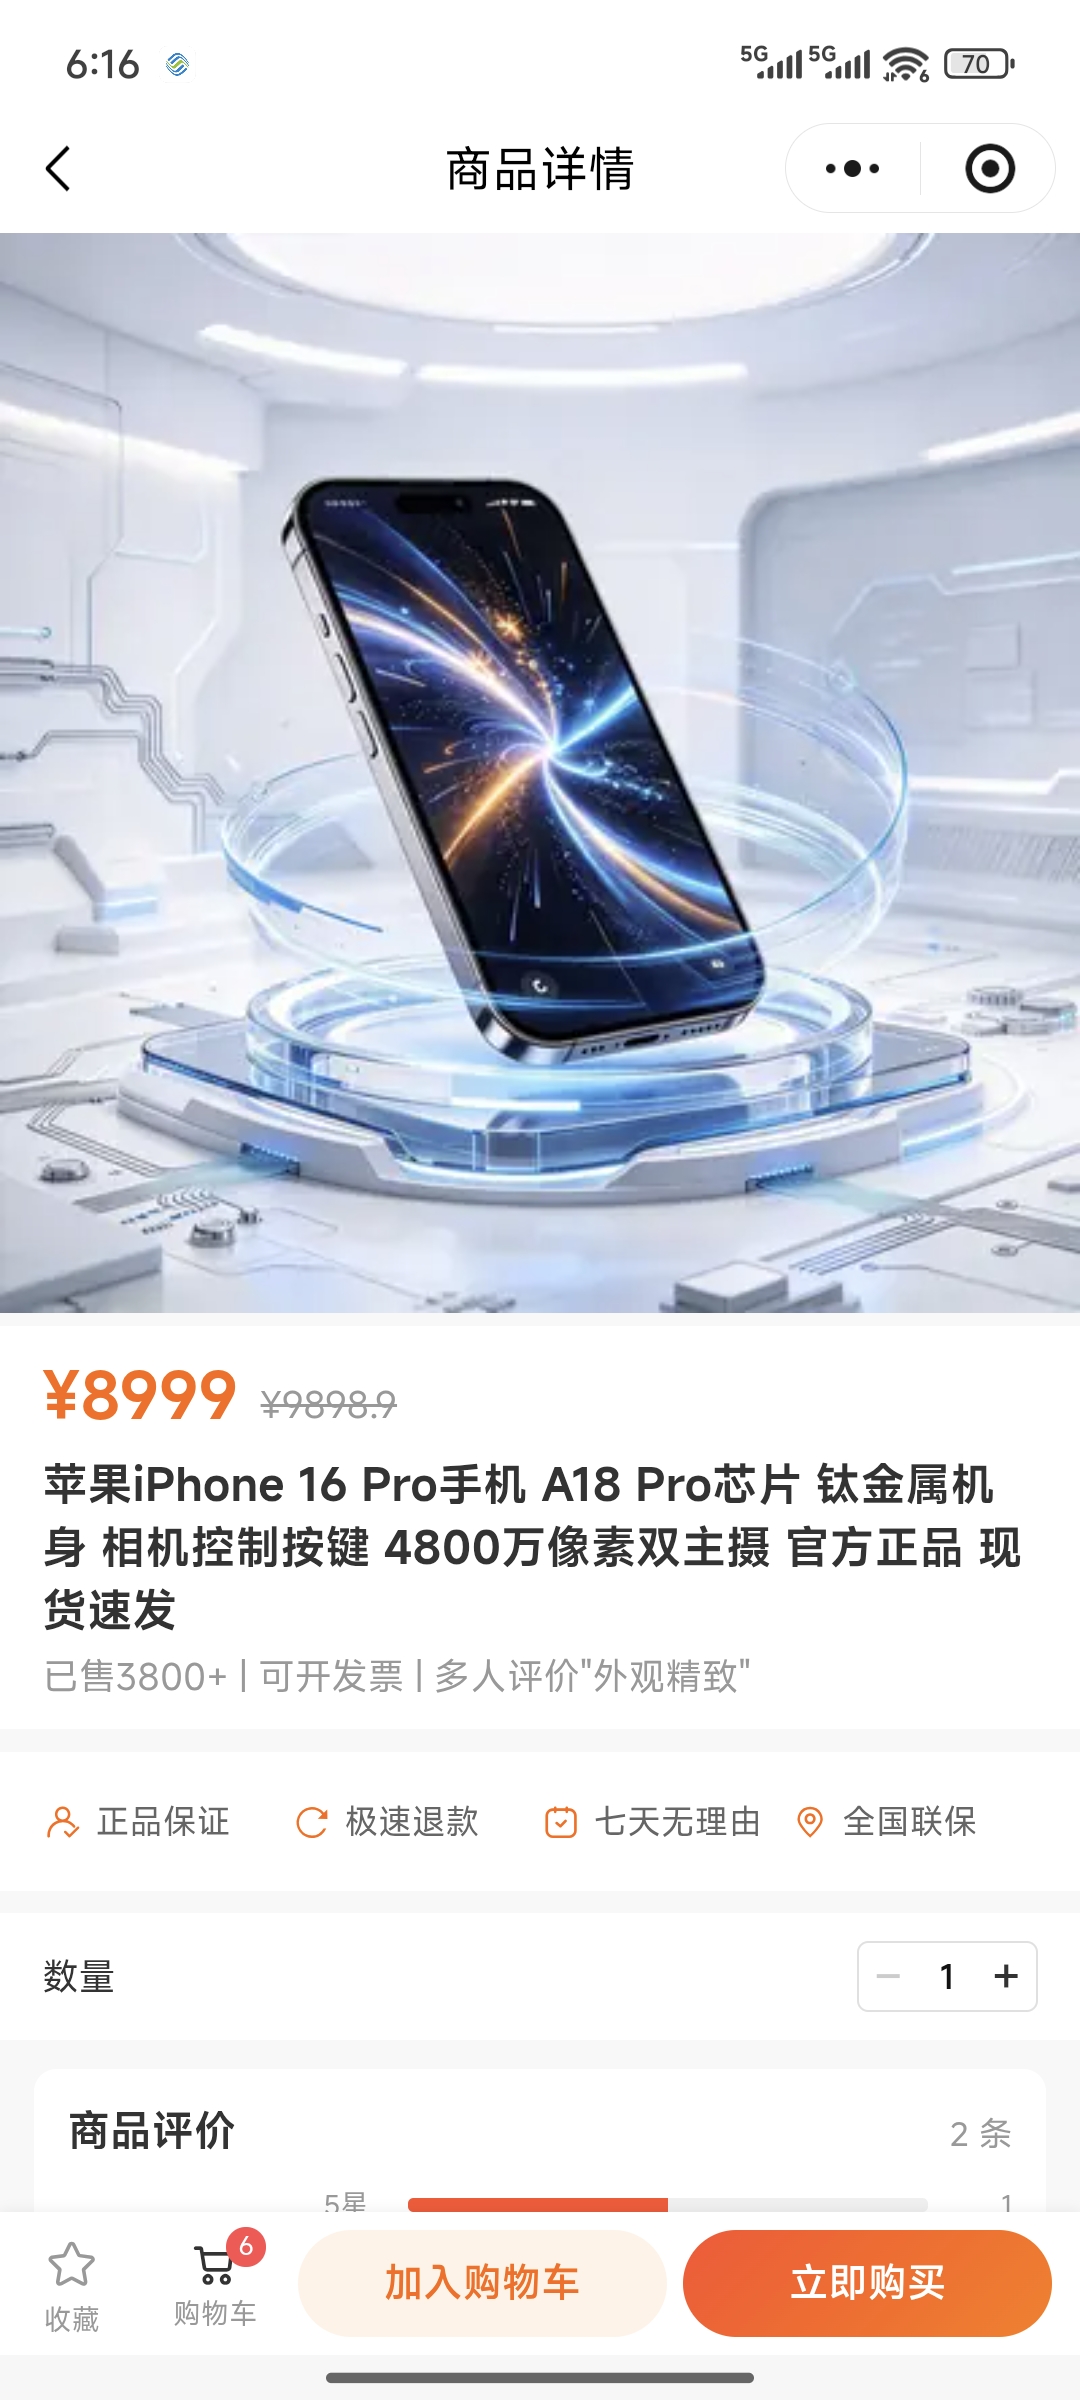 6:16
5G 5G 6 70
商品详情
¥8999 ¥9898.9
苹果iPhone 16 Pro手机 A18 Pro芯片 钛金属机
身 相机控制按键 4800万像素双主摄 官方正品 现
货速发
已售3800+ | 可开发票 | 多人评价"外观精致"
正品保证 极速退款 七天无理由 全国联保
数量 1
商品评价 2 条
5星 1
6
收藏 购物车 加入购物车 立即购买